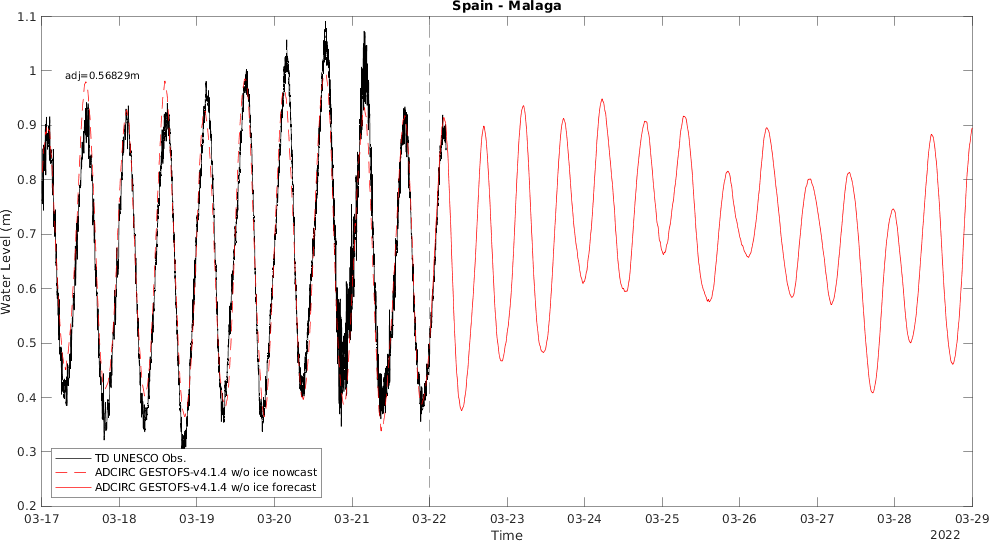 Spain - Malaga
1.1
1
0.9
0.8
0.7
0.6
0.5
0.4
0.3
0.2
Water Level (m)
adj=0.56829m
TD UNESCO Obs.
ADCIRC GESTOFS-v4.1.4 w/o ice nowcast
ADCIRC GESTOFS-v4.1.4 w/o ice forecast
03-17 03-18 03-19 03-20 03-21 03-22 03-23 03-24 03-25 03-26 03-27 03-28 03-29
Time
2022